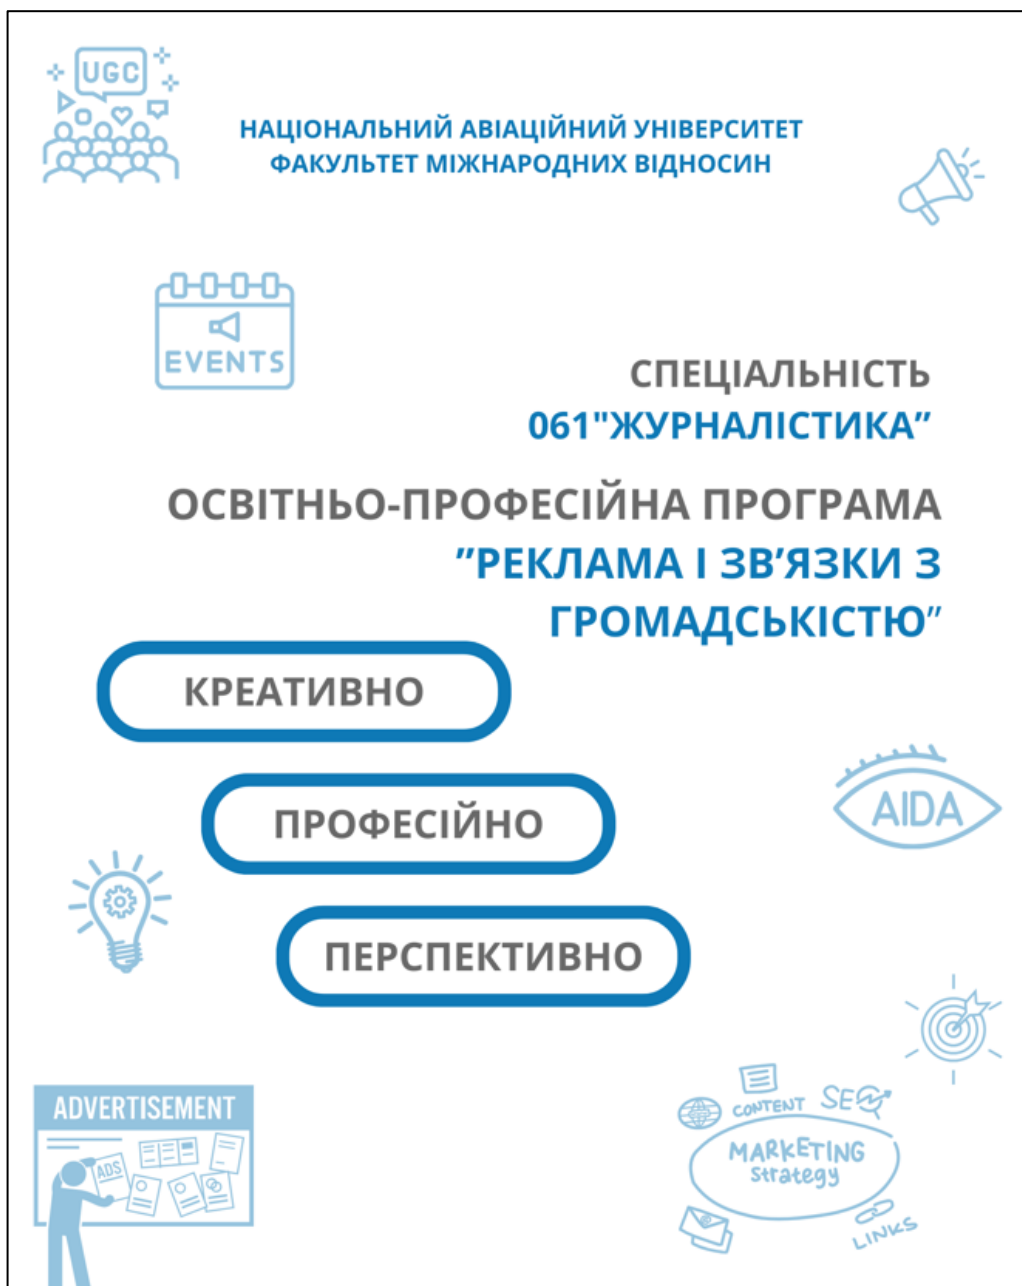 UGC
НАЦІОНАЛЬНИЙ АВІАЦІЙНИЙ УНІВЕРСИТЕТ
ФАКУЛЬТЕТ МІЖНАРОДНИХ ВІДНОСИН
EVENTS
СПЕЦІАЛЬНІСТЬ
061"ЖУРНАЛІСТИКА”
ОСВІТНЬО-ПРОФЕСІЙНА ПРОГРАМА
”РЕКЛАМА І ЗВ’ЯЗКИ З
ГРОМАДСЬКІСТЮ”
КРЕАТИВНО
ПРОФЕСІЙНО
AIDA
ПЕРСПЕКТИВНО
ADVERTISEMENT
ADS
CONTENT
SEO
MARKETING
strategy
LINKS